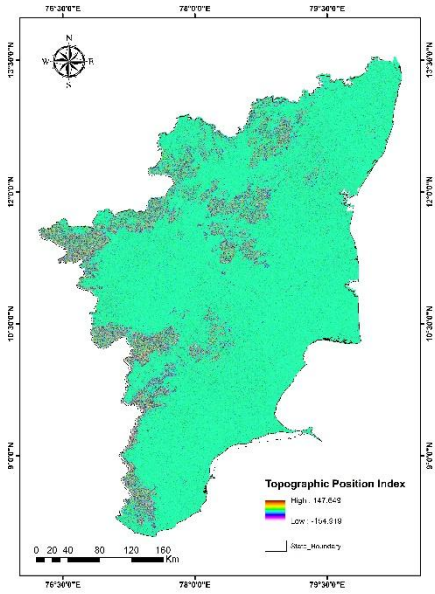 76°30'0"E 78°0'0"E 79°30'0"E
N
W E
S
13°30'0"N 13°30'0"N
12°0'0"N 12°0'0"N
10°30'0"N 10°30'0"N
9°0'0"N 9°0'0"N
Topographic Position Index
High : 147.649
Low : -154.919
State_Boundary
0 20 40 80 120 160
Km
76°30'0"E 78°0'0"E 79°30'0"E